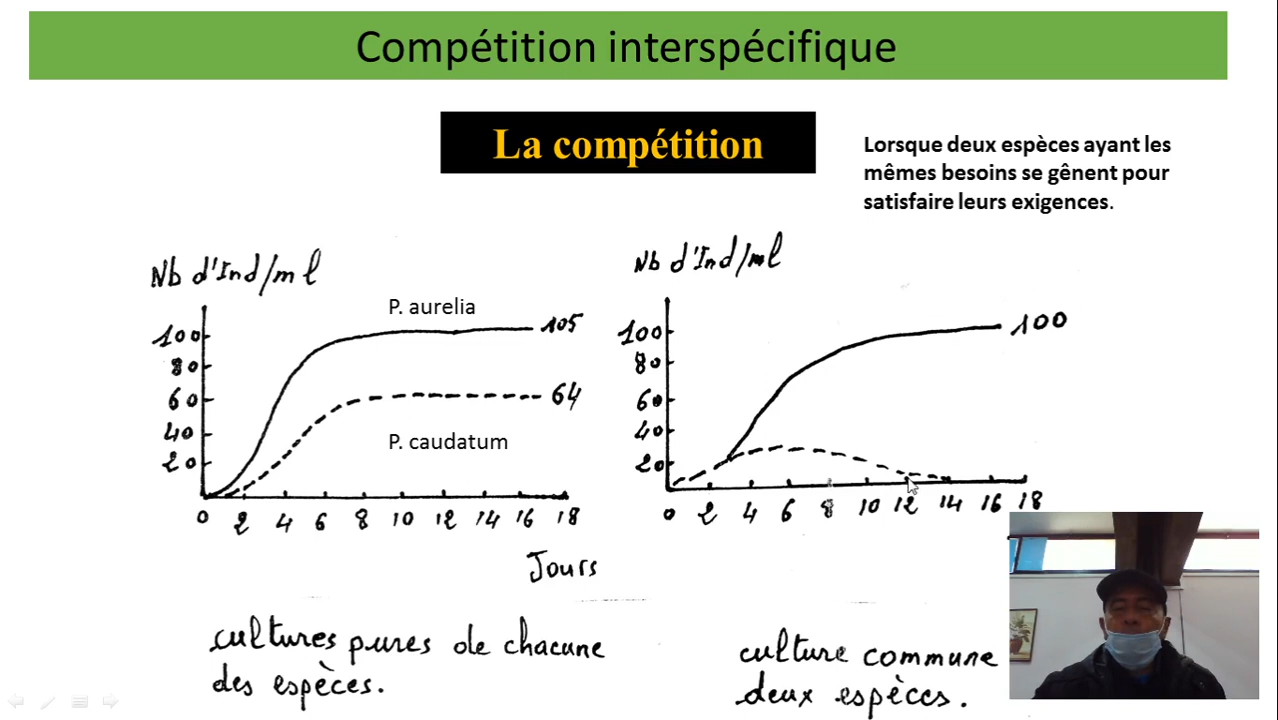 Compétition interspécifique
La compétition
Lorsque deux espèces ayant les
mêmes besoins se gênent pour
satisfaire leurs exigences.
Nb d'Ind/ml
P. aurelia
105
100
80
60
64
40
P. caudatum
20
0 2 4 6 8 10 12 14 16 18
Jours
cultures pures de chacune
des espèces.
Nb d'Ind/ml
100
100
80
60
40
20
0 2 4 6 8 10 12 14 16 18
culture commune
deux espèces.